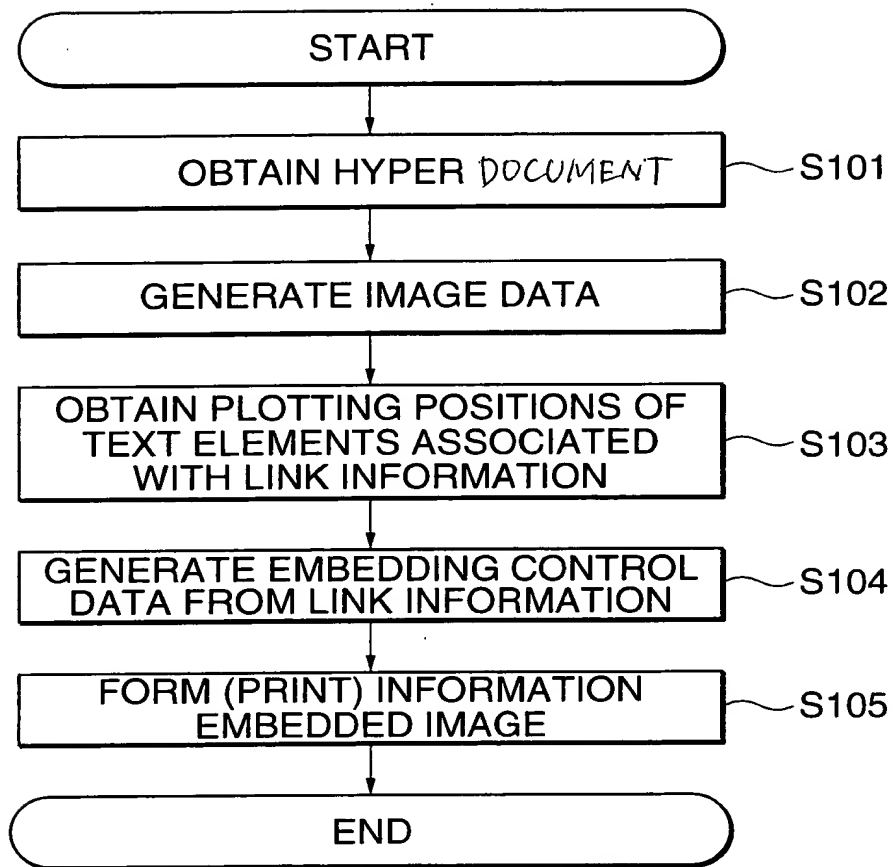 START
OBTAIN HYPER DOCUMENT
S101
GENERATE IMAGE DATA
S102
OBTAIN PLOTTING POSITIONS OF
TEXT ELEMENTS ASSOCIATED
WITH LINK INFORMATION
S103
GENERATE EMBEDDING CONTROL
DATA FROM LINK INFORMATION
S104
FORM (PRINT) INFORMATION
EMBEDDED IMAGE
S105
END